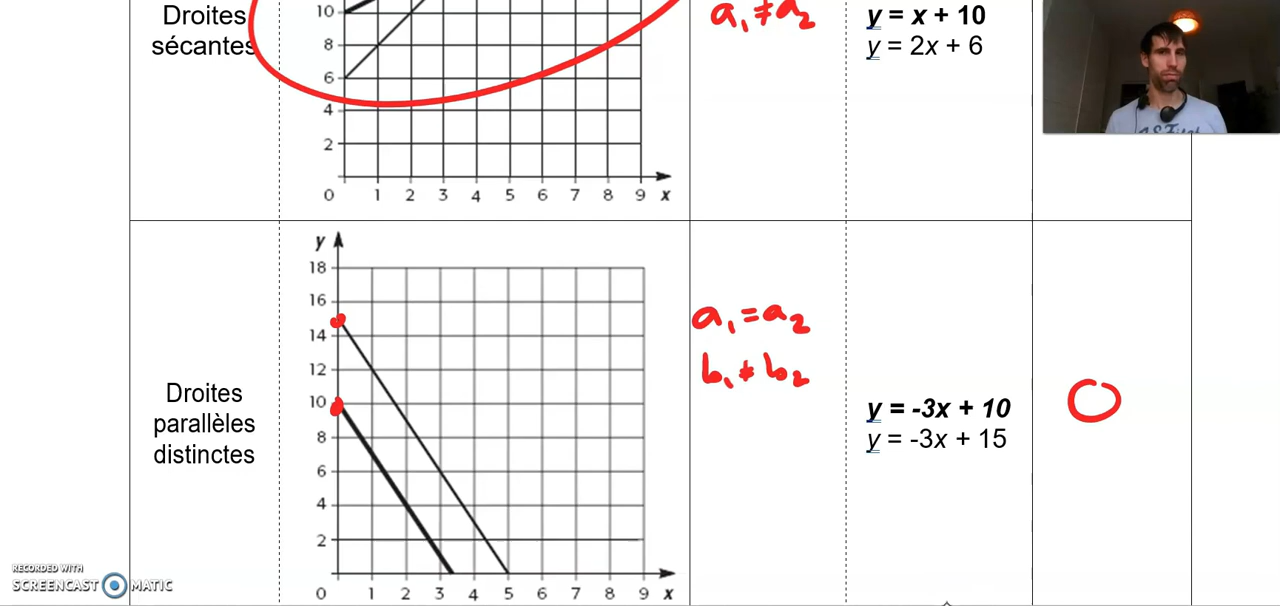 Droites
sécantes
10
8
6
4
2
0 1 2 3 4 5 6 7 8 9 x
a₁ ≠ a₂
y = x + 10
y = 2x + 6
Droites
parallèles
distinctes
y
18
16
14
12
10
8
6
4
2
0 1 2 3 4 5 6 7 8 9 x
a₁ = a₂
b₁ ≠ b₂
y = -3x + 10
y = -3x + 15
O
RECORDED WITH
SCREENCAST MATIC